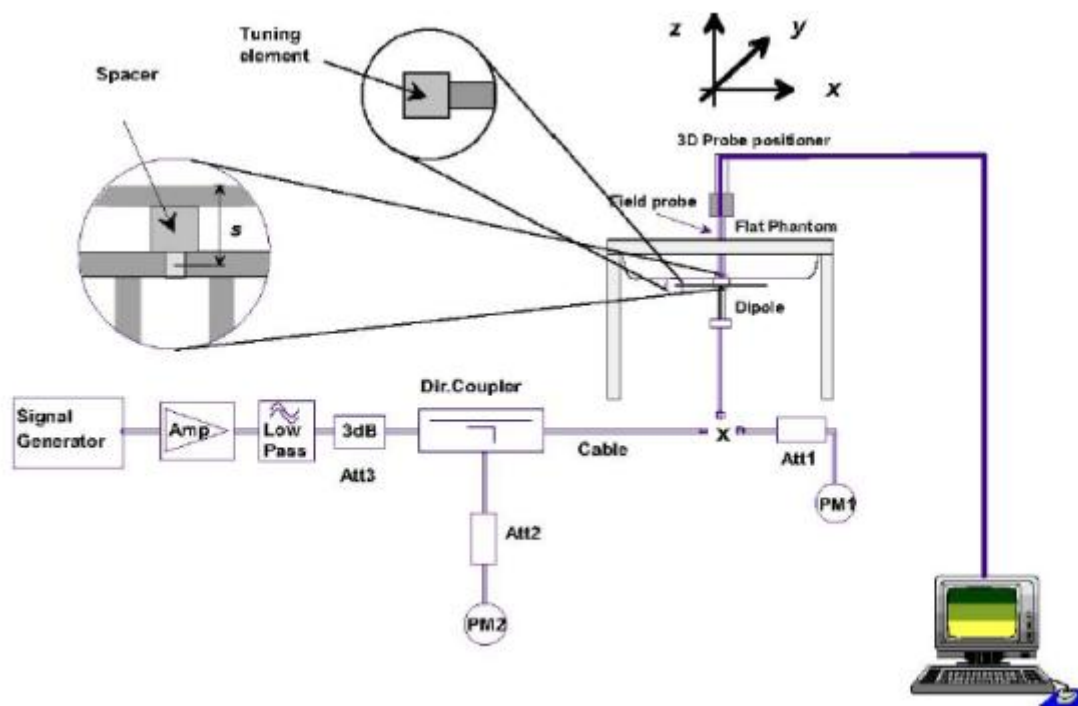 Tuning
element
Spacer
s
z
y
x
3D Probe positioner
Field probe
Flat Phantom
Dipole
Dir.Coupler
Signal
Generator
Amp
Low
Pass
3dB
Att3
Cable
x
Att1
PM1
Att2
PM2